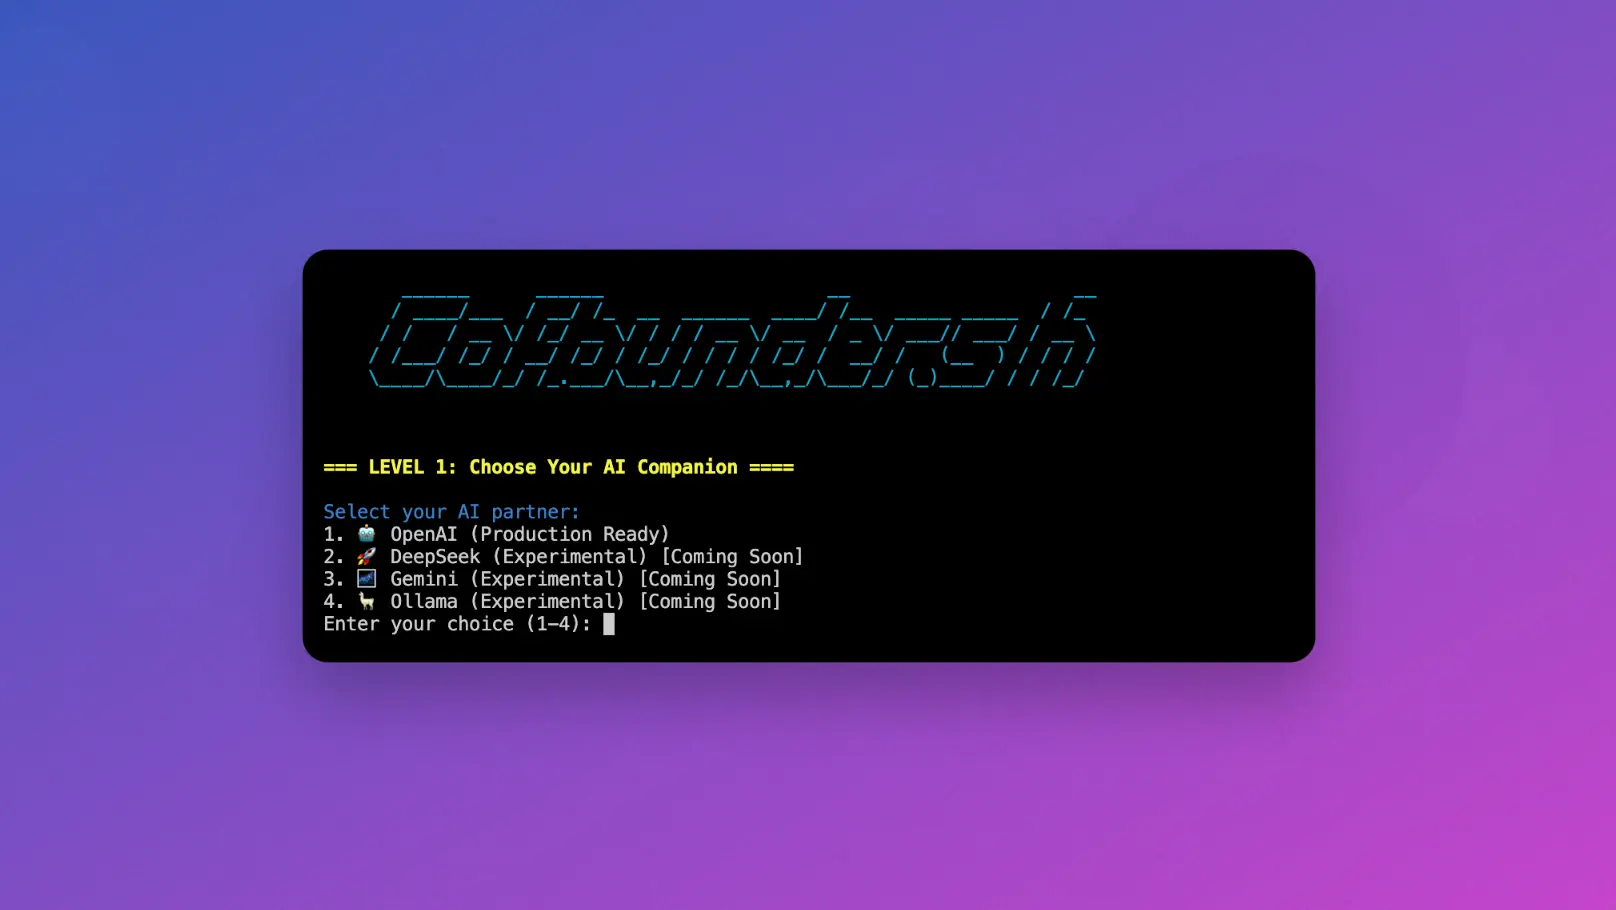 Cofounder.sh
=== LEVEL 1: Choose Your AI Companion ====
Select your AI partner:
1. 🤖 OpenAI (Production Ready)
2. 🚀 DeepSeek (Experimental) [Coming Soon]
3. 🌌 Gemini (Experimental) [Coming Soon]
4. 🦙 Ollama (Experimental) [Coming Soon]
Enter your choice (1-4):